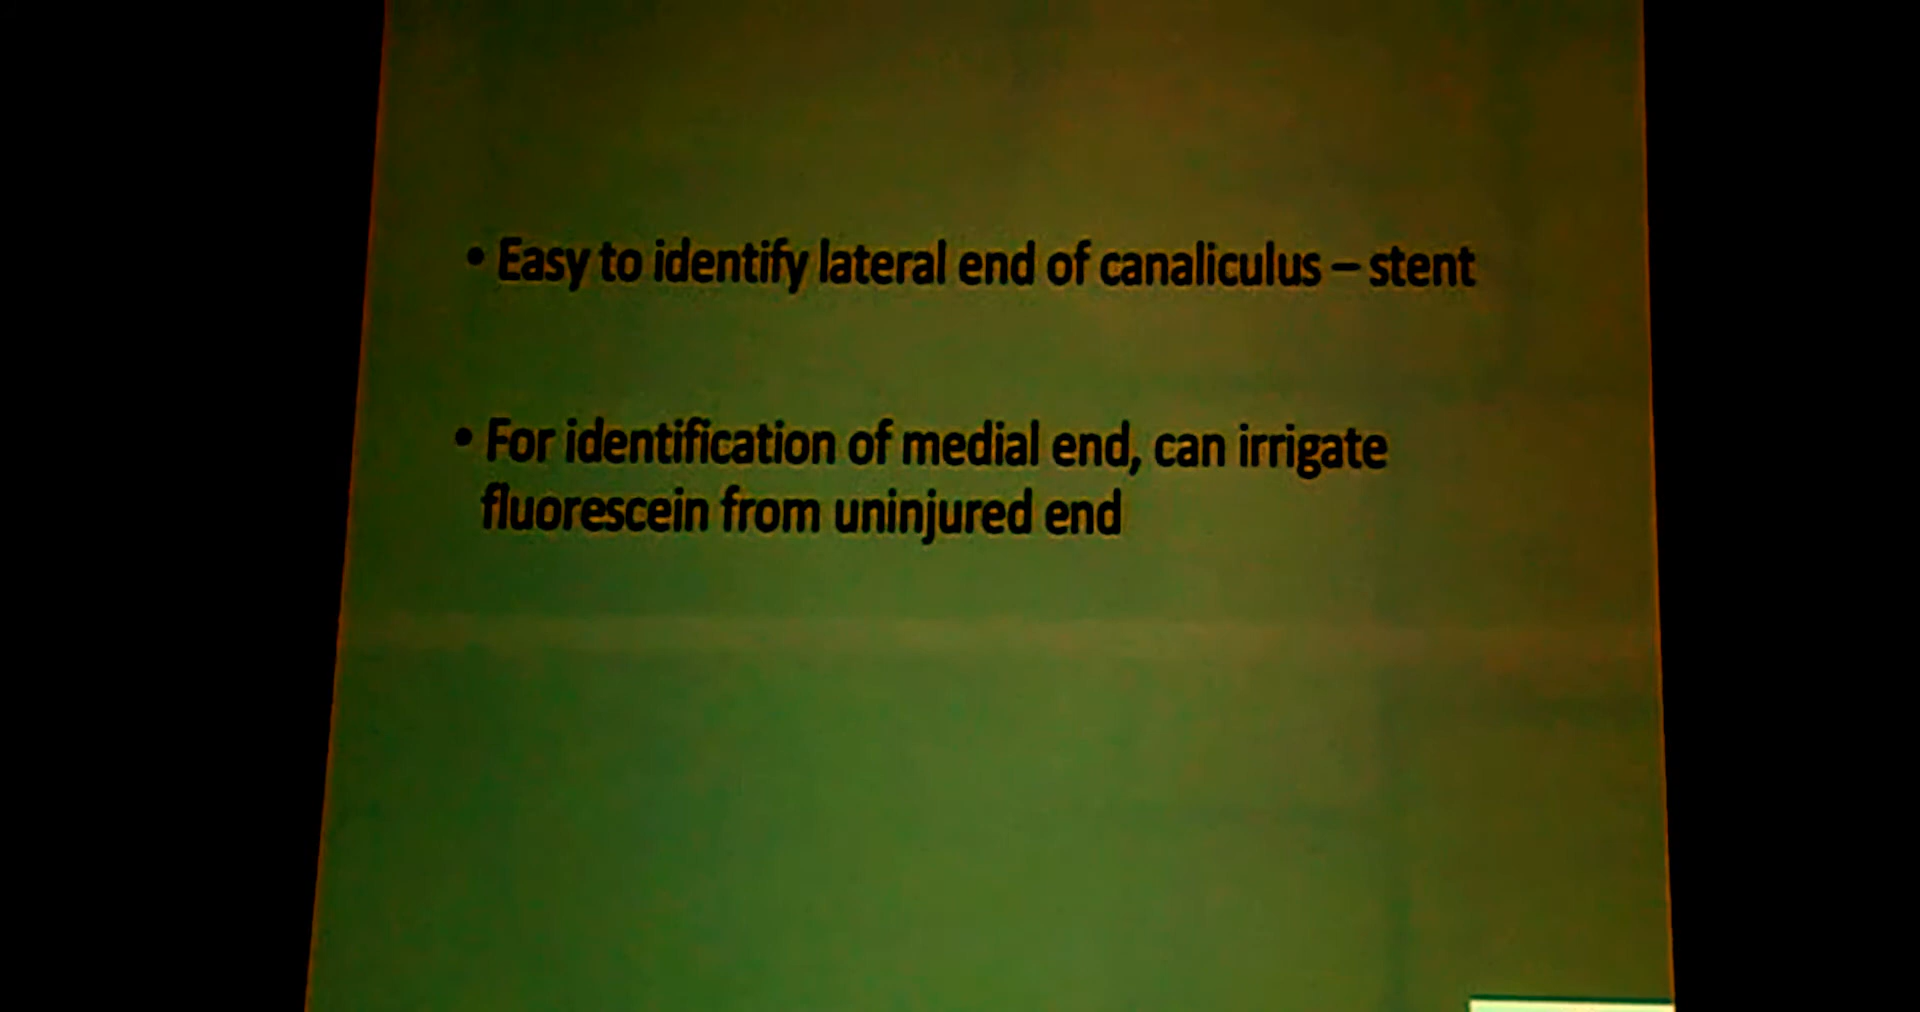 • Easy to identify lateral end of canaliculus – stent
• For identification of medial end, can irrigate
fluorescein from uninjured end